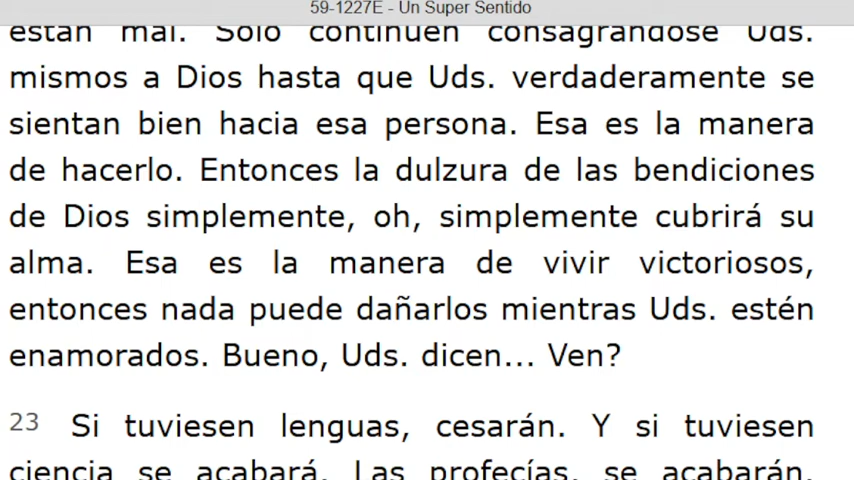 59-1227E - Un Super Sentido
están mal. Sólo continúen consagrándose Uds.
mismos a Dios hasta que Uds. verdaderamente se
sientan bien hacia esa persona. Esa es la manera
de hacerlo. Entonces la dulzura de las bendiciones
de Dios simplemente, oh, simplemente cubrirá su
alma. Esa es la manera de vivir victoriosos,
entonces nada puede dañarlos mientras Uds. estén
enamorados. Bueno, Uds. dicen... Ven?
23 Si tuviesen lenguas, cesarán. Y si tuviesen
ciencia se acabará. Las profecías, se acabarán.